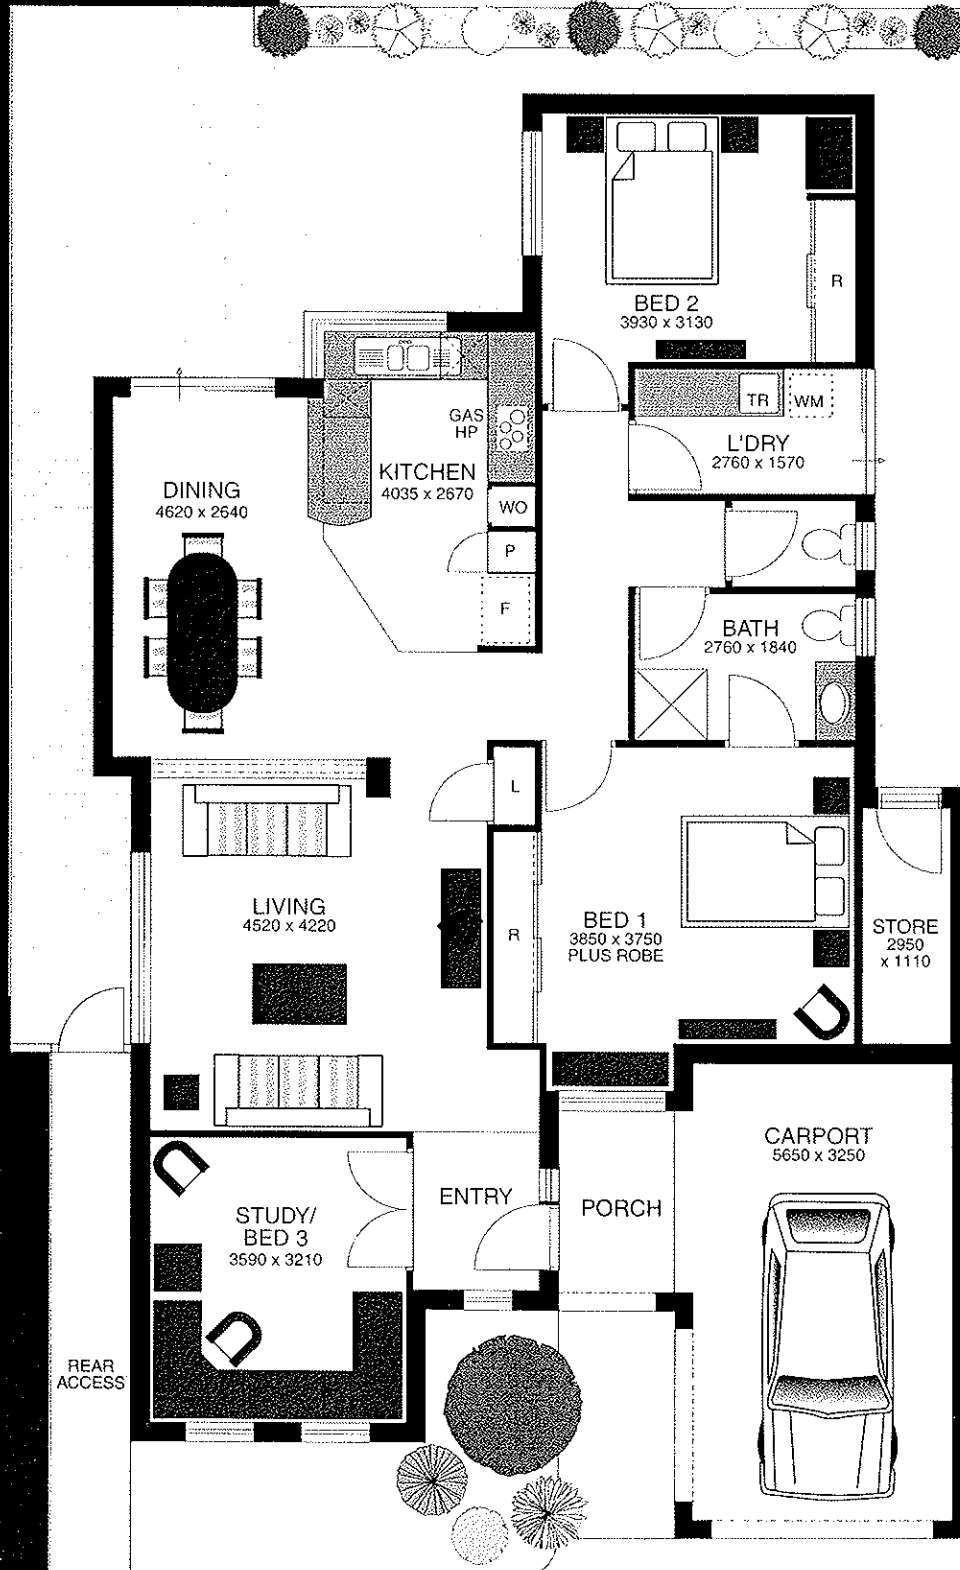 BED 2
3930 x 3130
R
TR
WM
L'DRY
2760 x 1570
GAS
HP
KITCHEN
4035 x 2670
DINING
4620 x 2640
WO
P
F
BATH
2760 x 1840
L
LIVING
4520 x 4220
R
BED 1
3850 x 3750
PLUS ROBE
STORE
2950
x 1110
CARPORT
5650 x 3250
ENTRY
PORCH
STUDY/
BED 3
3590 x 3210
REAR
ACCESS